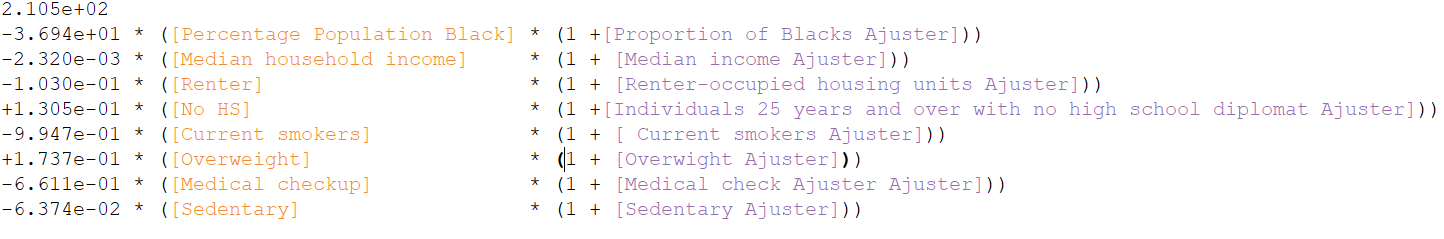 2.105e+02
-3.694e+01 * ([Percentage Population Black] * (1 +[Proportion of Blacks Ajuster]))
-2.320e-03 * ([Median household income] * (1 + [Median income Ajuster]))
-1.030e-01 * ([Renter] * (1 + [Renter-occupied housing units Ajuster]))
+1.305e-01 * ([No HS] * (1 +[Individuals 25 years and over with no high school diplomat Ajuster]))
-9.947e-01 * ([Current smokers] * (1 + [ Current smokers Ajuster]))
+1.737e-01 * ([Overweight] * (1 + [Overwight Ajuster]))
-6.611e-01 * ([Medical checkup] * (1 + [Medical check Ajuster Ajuster]))
-6.374e-02 * ([Sedentary] * (1 + [Sedentary Ajuster]))